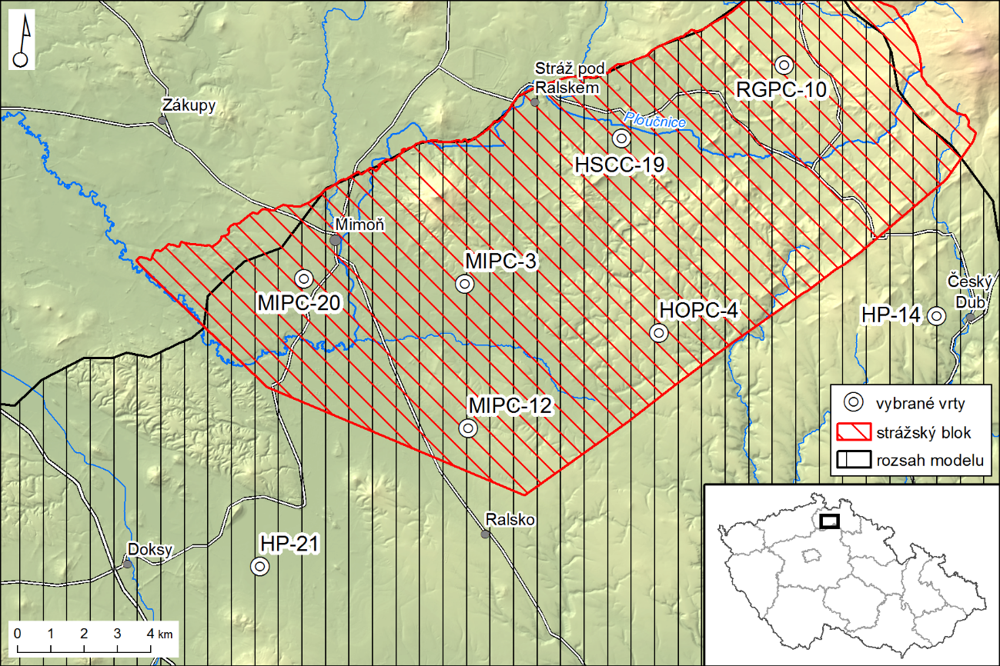 Stráž pod
Ralskem
RGPC-10
Zákupy
Ploučnice
HSCC-19
Mimoň
MIPC-3
MIPC-20
Český
Dub
HOPC-4
HP-14
MIPC-12
vybrané vrty
strážský blok
rozsah modelu
Ralsko
HP-21
Doksy
0 1 2 3 4 km